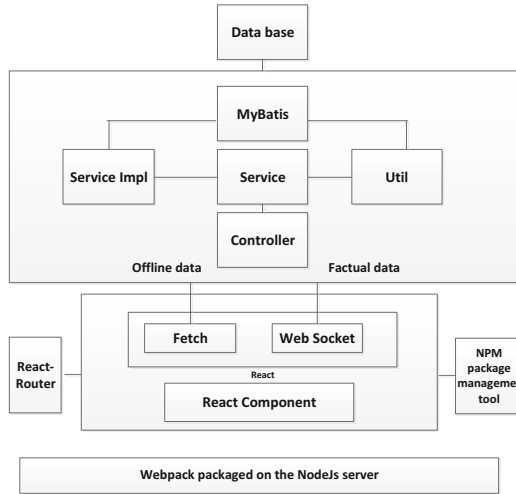 Data base
MyBatis
Service Impl
Service
Util
Controller
Offline data
Factual data
Fetch
Web Socket
React-
Router
React
React Component
NPM
package
manageme
tool
Webpack packaged on the NodeJs server